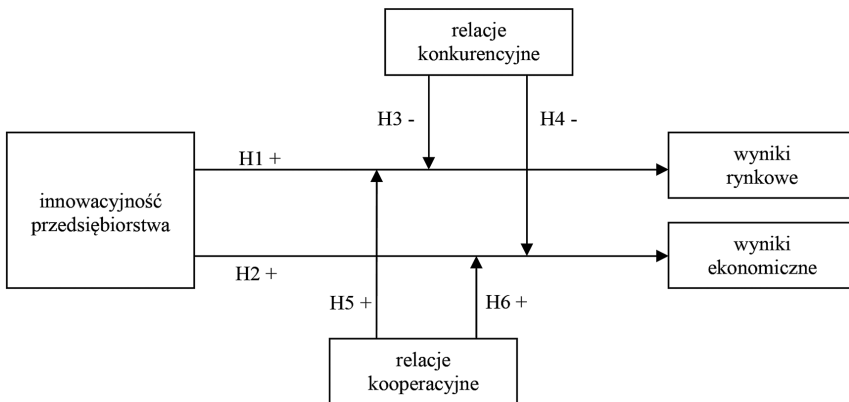 relacje
konkurencyjne
H3 -
H4 -
H1 +
innowacyjność
przedsiębiorstwa
wyniki
rynkowe
H2 +
wyniki
ekonomiczne
H5 +
H6 +
relacje
kooperacyjne